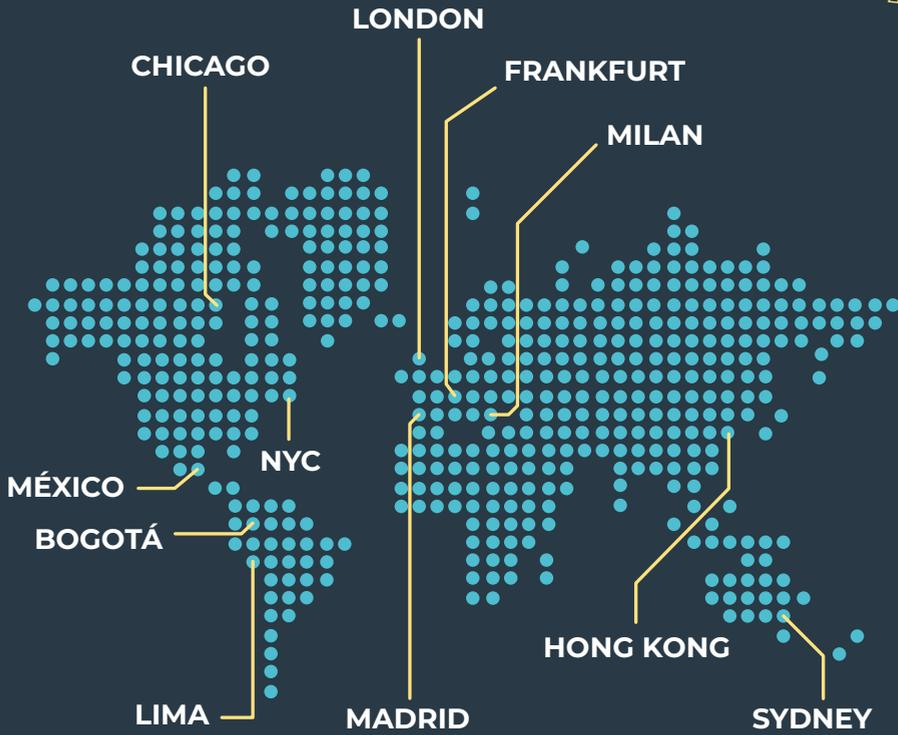 LONDON
CHICAGO
FRANKFURT
MILAN
NYC
MÉXICO
BOGOTÁ
HONG KONG
LIMA
MADRID
SYDNEY